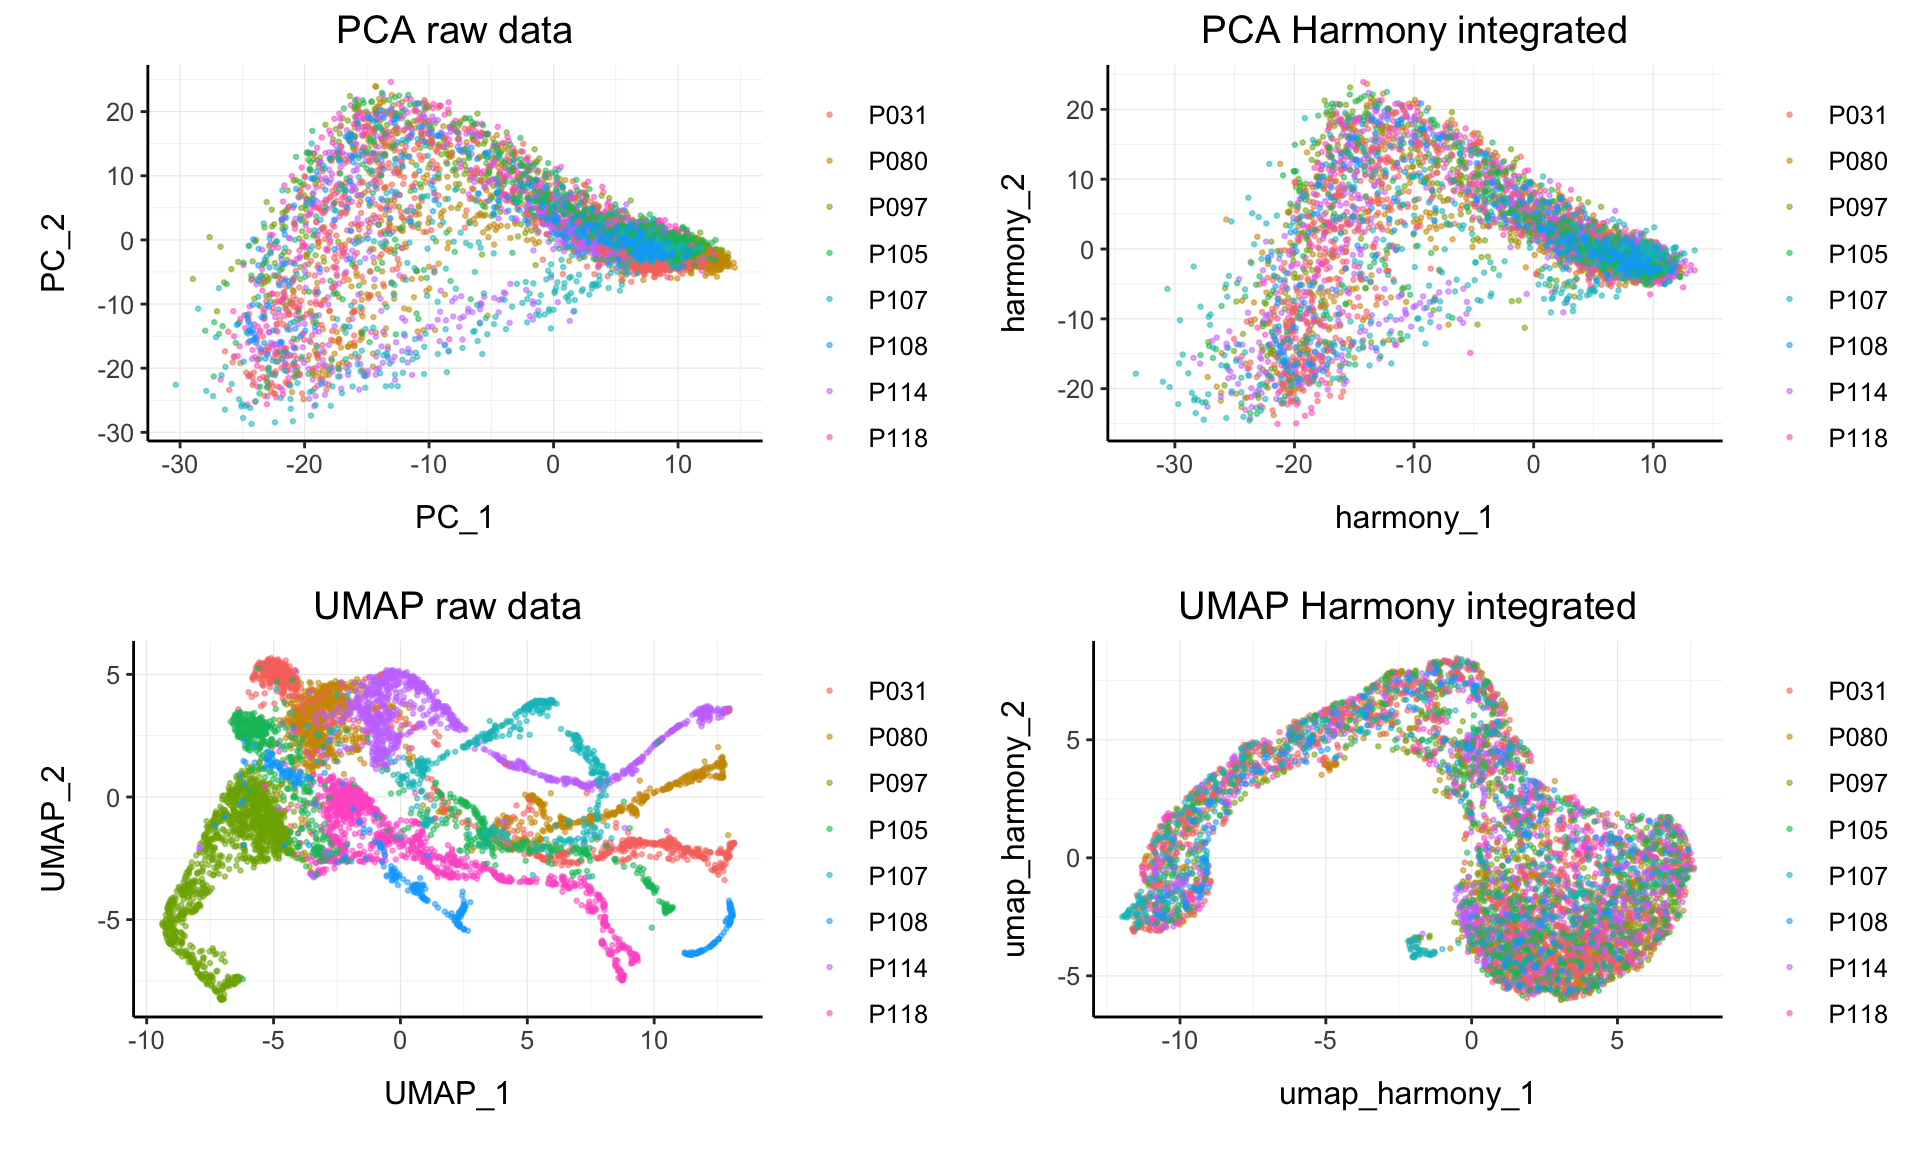 PCA raw data
PC_2
20
10
0
-10
-20
-30
-30 -20 -10 0 10
PC_1
P031
P080
P097
P105
P107
P108
P114
P118
PCA Harmony integrated
harmony_2
20
10
0
-10
-20
-30 -20 -10 0 10
harmony_1
P031
P080
P097
P105
P107
P108
P114
P118
UMAP raw data
UMAP_2
5
0
-5
-10 -5 0 5 10
UMAP_1
P031
P080
P097
P105
P107
P108
P114
P118
UMAP Harmony integrated
umap_harmony_2
5
0
-5
-10 -5 0 5
umap_harmony_1
P031
P080
P097
P105
P107
P108
P114
P118